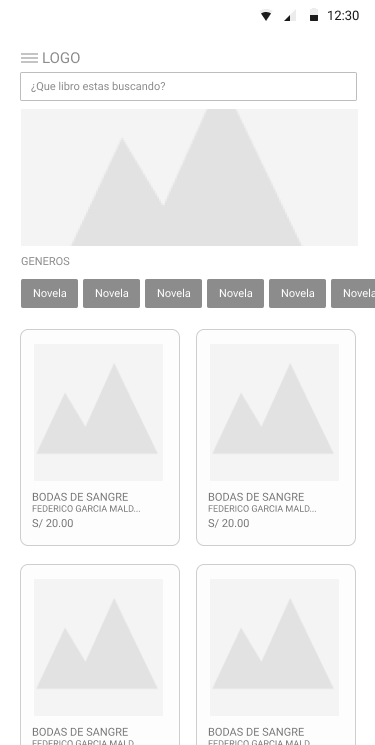 12:30
LOGO
¿Que libro estas buscando?
GENEROS
Novela Novela Novela Novela Novela Novela
BODAS DE SANGRE BODAS DE SANGRE
FEDERICO GARCIA MALD... FEDERICO GARCIA MALD...
S/ 20.00 S/ 20.00
BODAS DE SANGRE BODAS DE SANGRE
FEDERICO GARCIA MALD... FEDERICO GARCIA MALD...